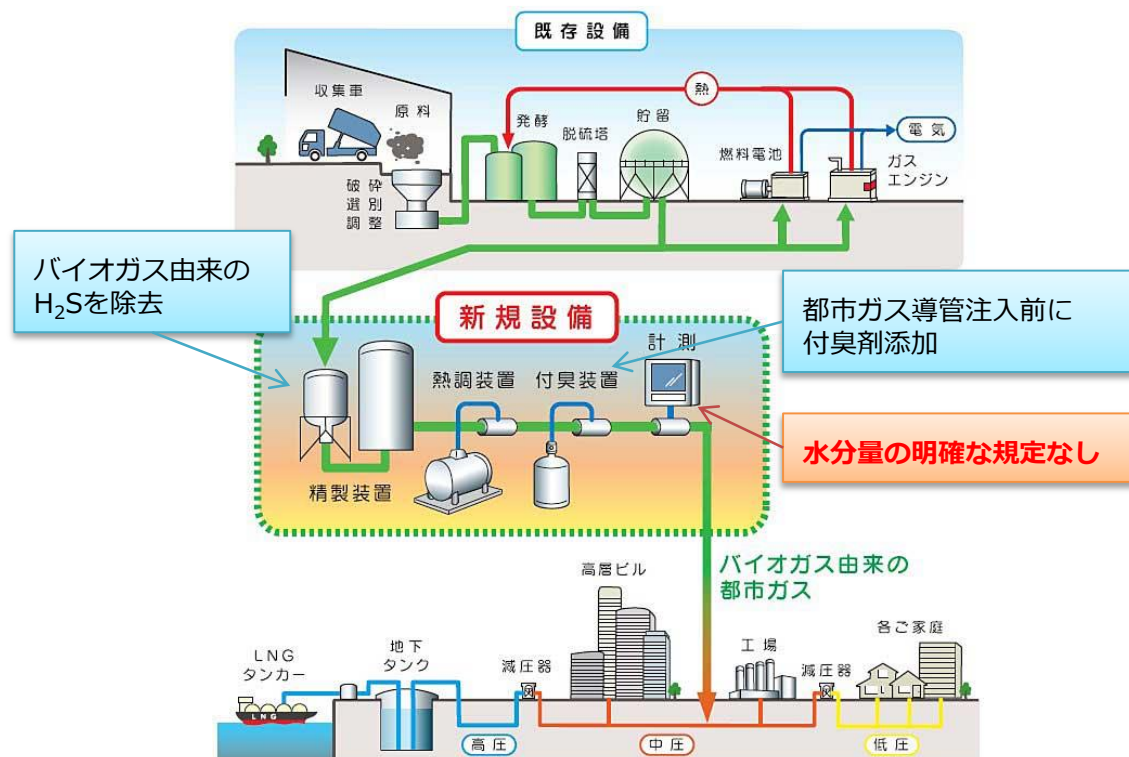 既存設備
収集車
原料
破砕
選別
調整
発酵
脱硫塔
貯留
熱
燃料電池
電気
ガス
エンジン
バイオガス由来の
H₂Sを除去
新規設備
都市ガス導管注入前に
付臭剤添加
計測
熱調装置
付臭装置
水分量の明確な規定なし
精製装置
バイオガス由来の
都市ガス
LNG
タンカー
LNG
地下
タンク
減圧器
高層ビル
工場
減圧器
各ご家庭
高圧
中圧
低圧